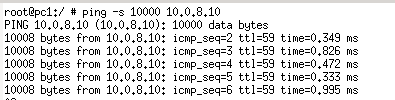 root@pc1:/ # ping -s 10000 10.0.8.10
PING 10.0.8.10 (10.0.8.10): 10000 data bytes
10008 bytes from 10.0.8.10: icmp_seq=2 ttl=59 time=0.349 ms
10008 bytes from 10.0.8.10: icmp_seq=3 ttl=59 time=0.826 ms
10008 bytes from 10.0.8.10: icmp_seq=4 ttl=59 time=0.472 ms
10008 bytes from 10.0.8.10: icmp_seq=5 ttl=59 time=0.333 ms
10008 bytes from 10.0.8.10: icmp_seq=6 ttl=59 time=0.995 ms